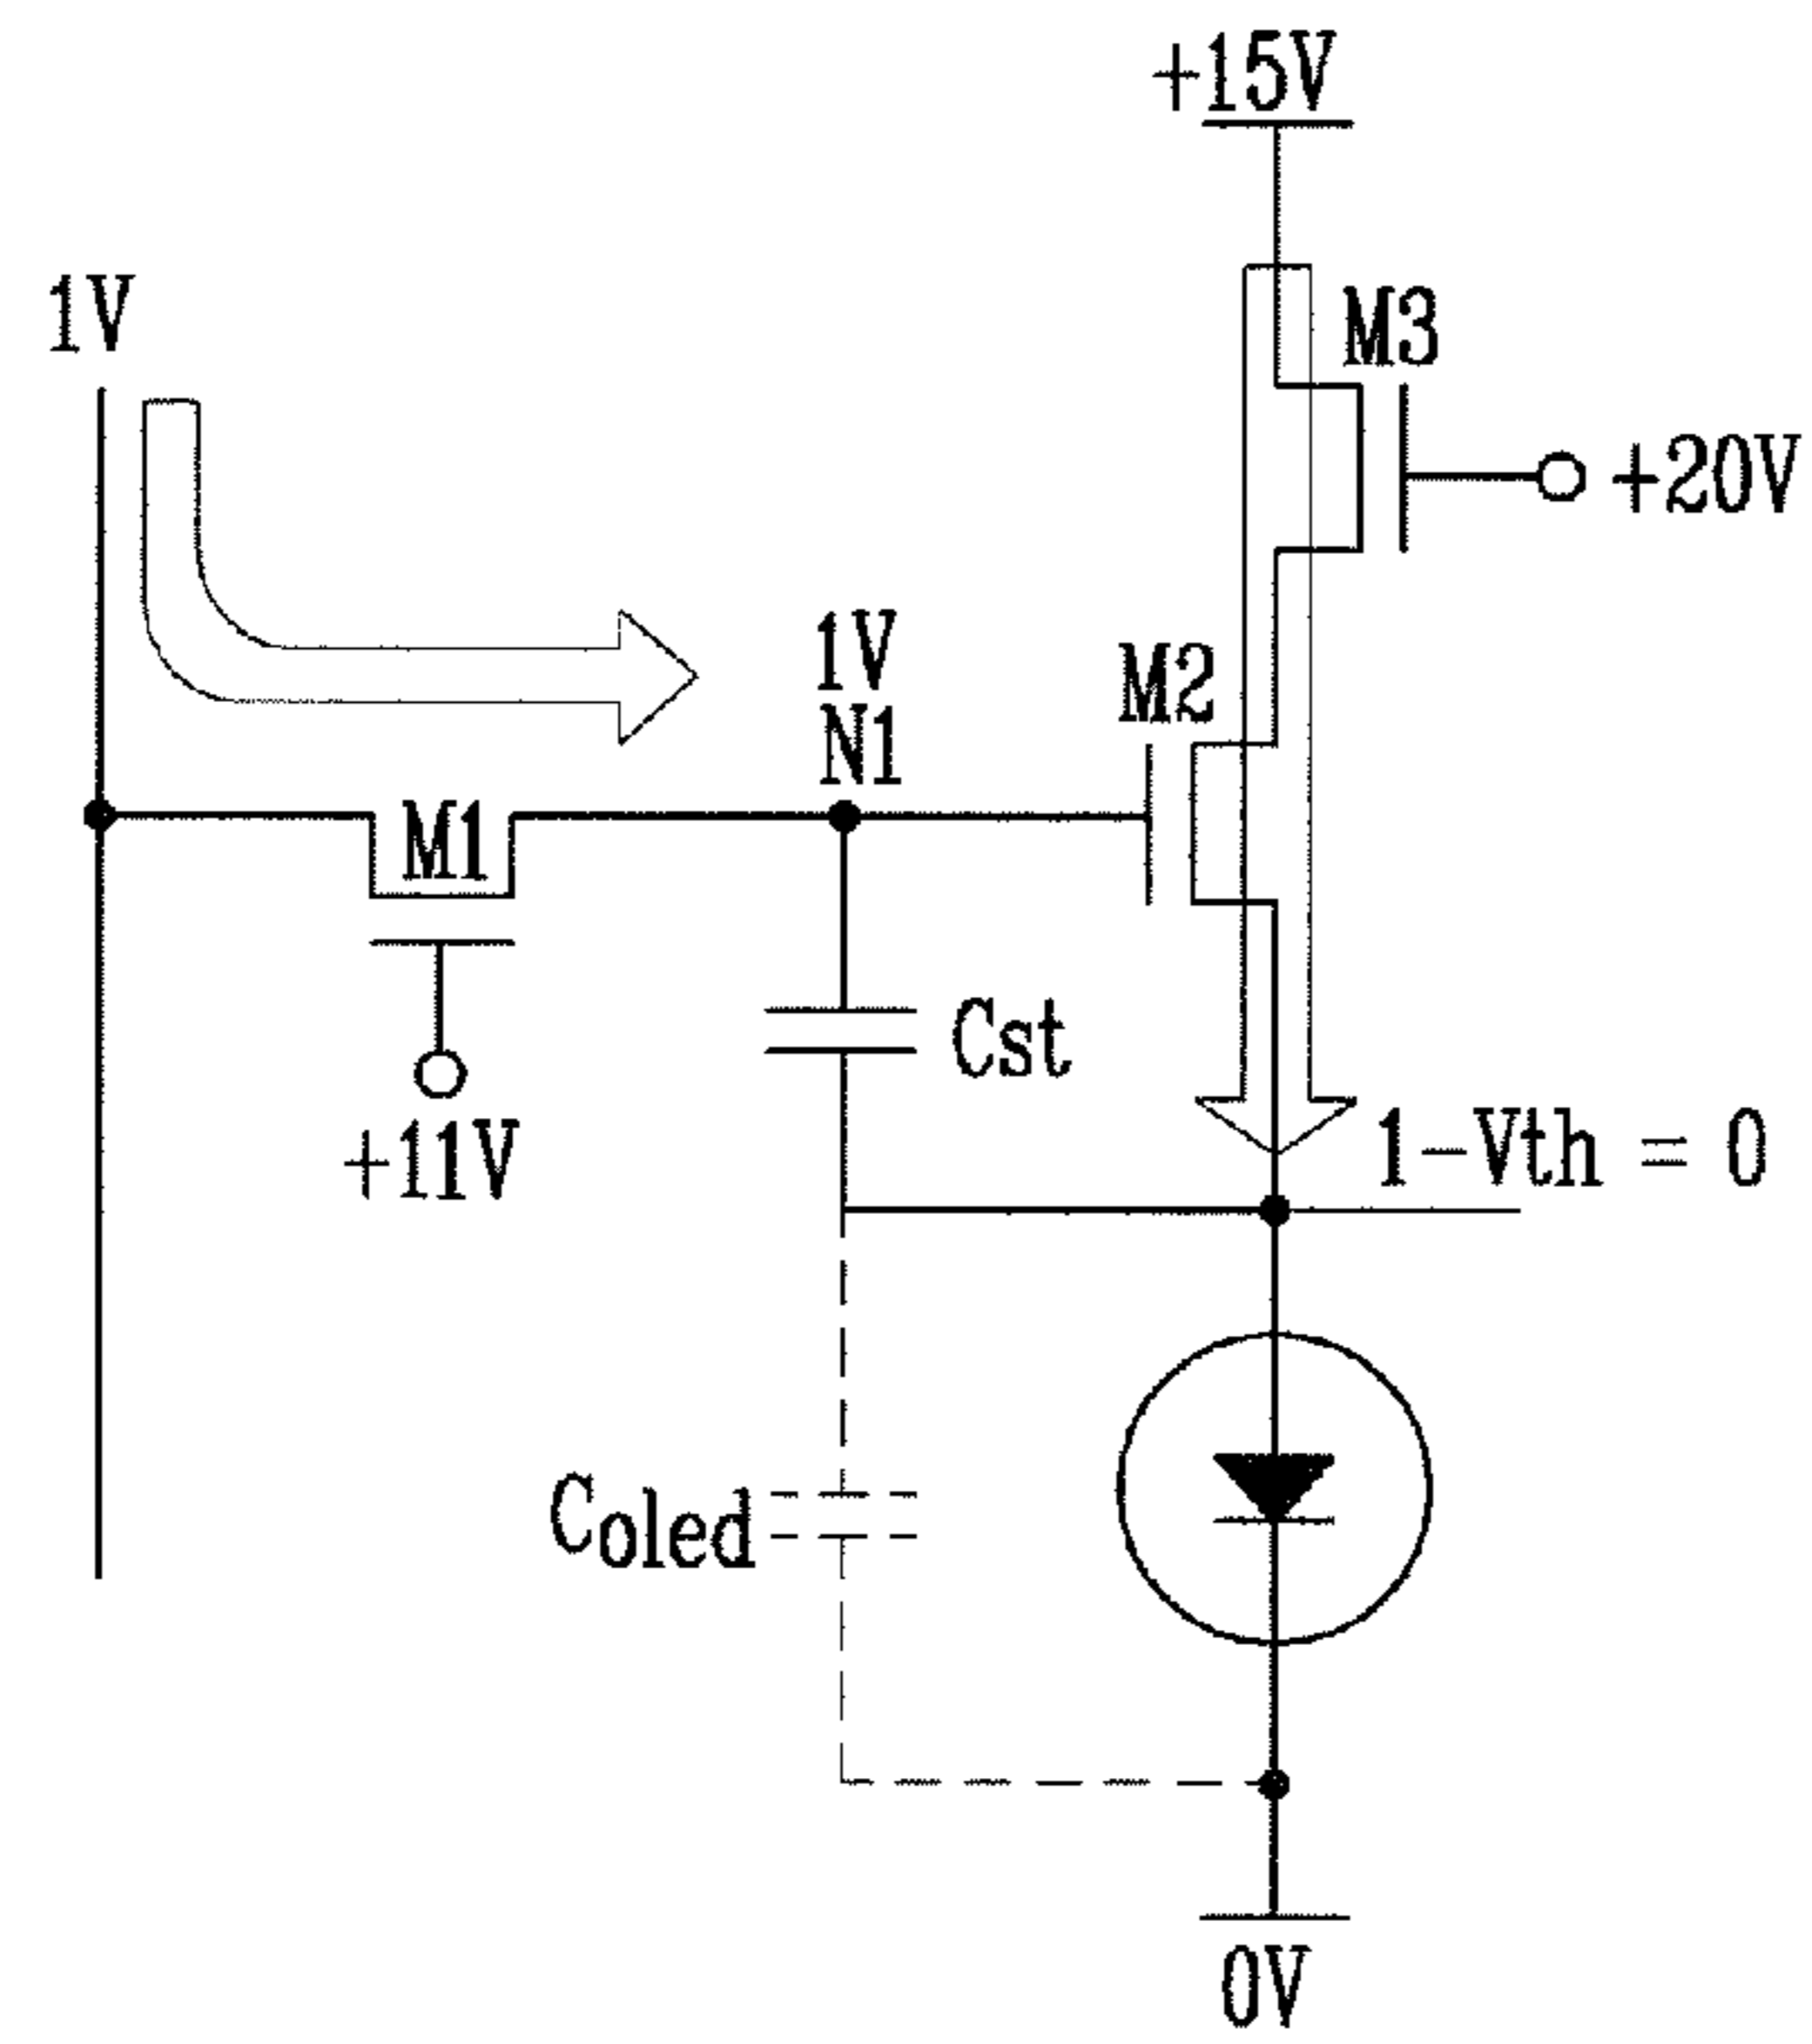 +15V
1V
M3
+20V
1V
N1
M2
M1
Cst
+11V
1-Vth = 0
Coled
0V